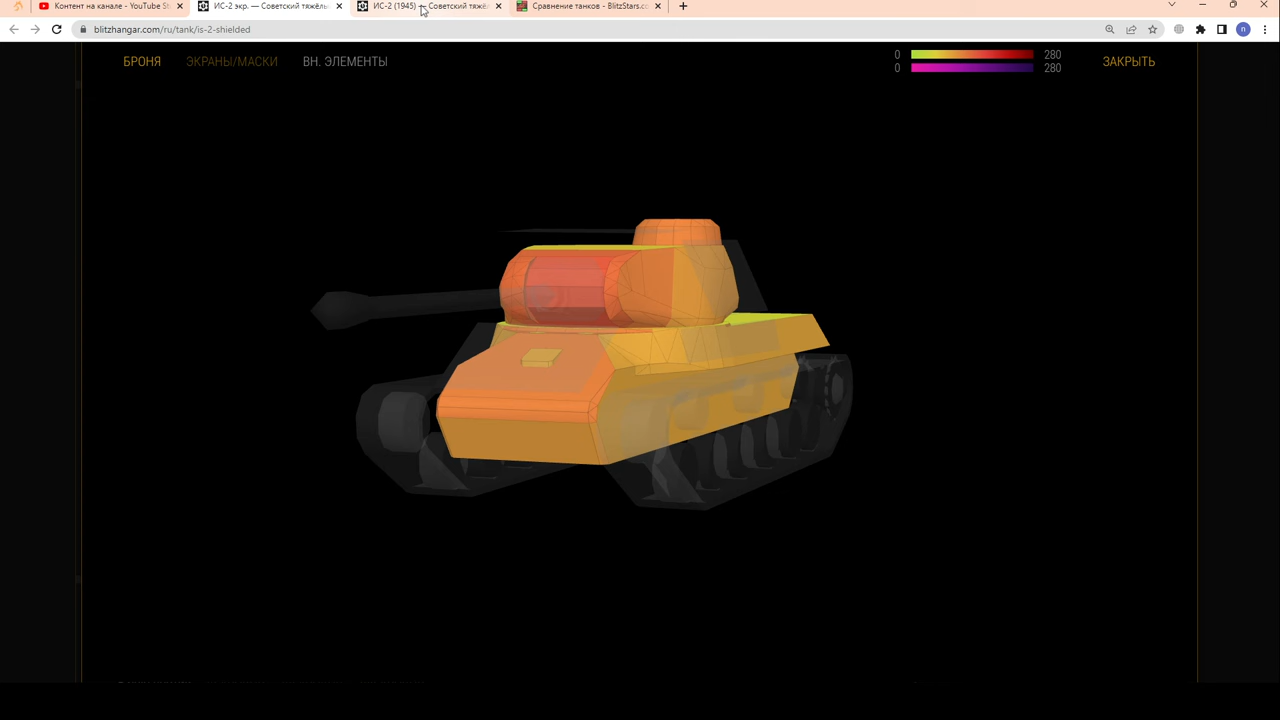 Контент на канале - YouTube St
ИС-2 экр. — Советский тяжёлы
ИС-2 (1945) — Советский тяжё
Сравнение танков - BlitzStars.co
blitzhangar.com/ru/tank/is-2-shielded
n
БРОНЯ ЭКРАНЫ/МАСКИ ВН. ЭЛЕМЕНТЫ
0 280
0 280
ЗАКРЫТЬ